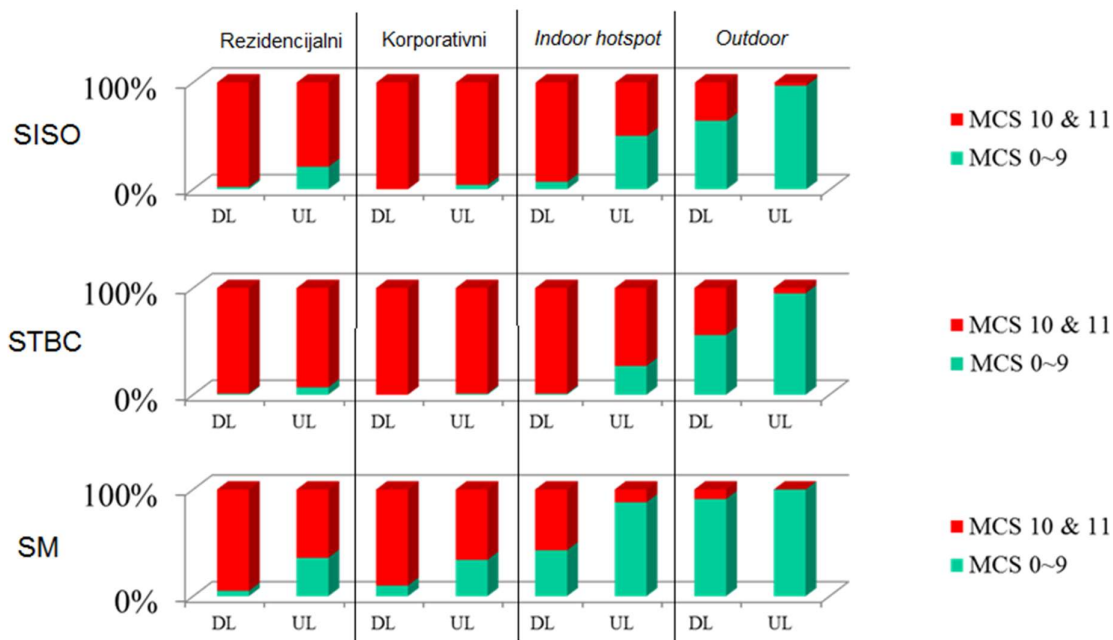 Rezidencijalni Korporativni Indoor hotspot Outdoor
100%
SISO
0%
DL UL DL UL DL UL DL UL
MCS 10 & 11
MCS 0~9
100%
STBC
0%
DL UL DL UL DL UL DL UL
MCS 10 & 11
MCS 0~9
100%
SM
0%
DL UL DL UL DL UL DL UL
MCS 10 & 11
MCS 0~9